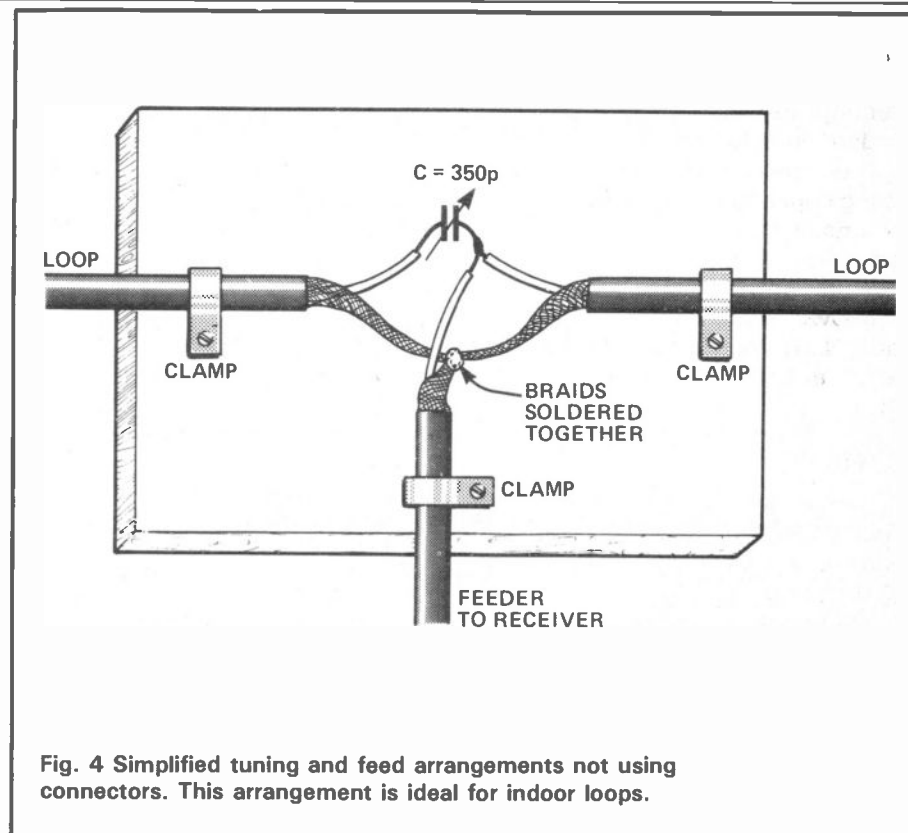 C = 350p
LOOP
LOOP
CLAMP
CLAMP
BRAIDS
SOLDERED
TOGETHER
CLAMP
FEEDER
TO RECEIVER
Fig. 4 Simplified tuning and feed arrangements not using
connectors. This arrangement is ideal for indoor loops.